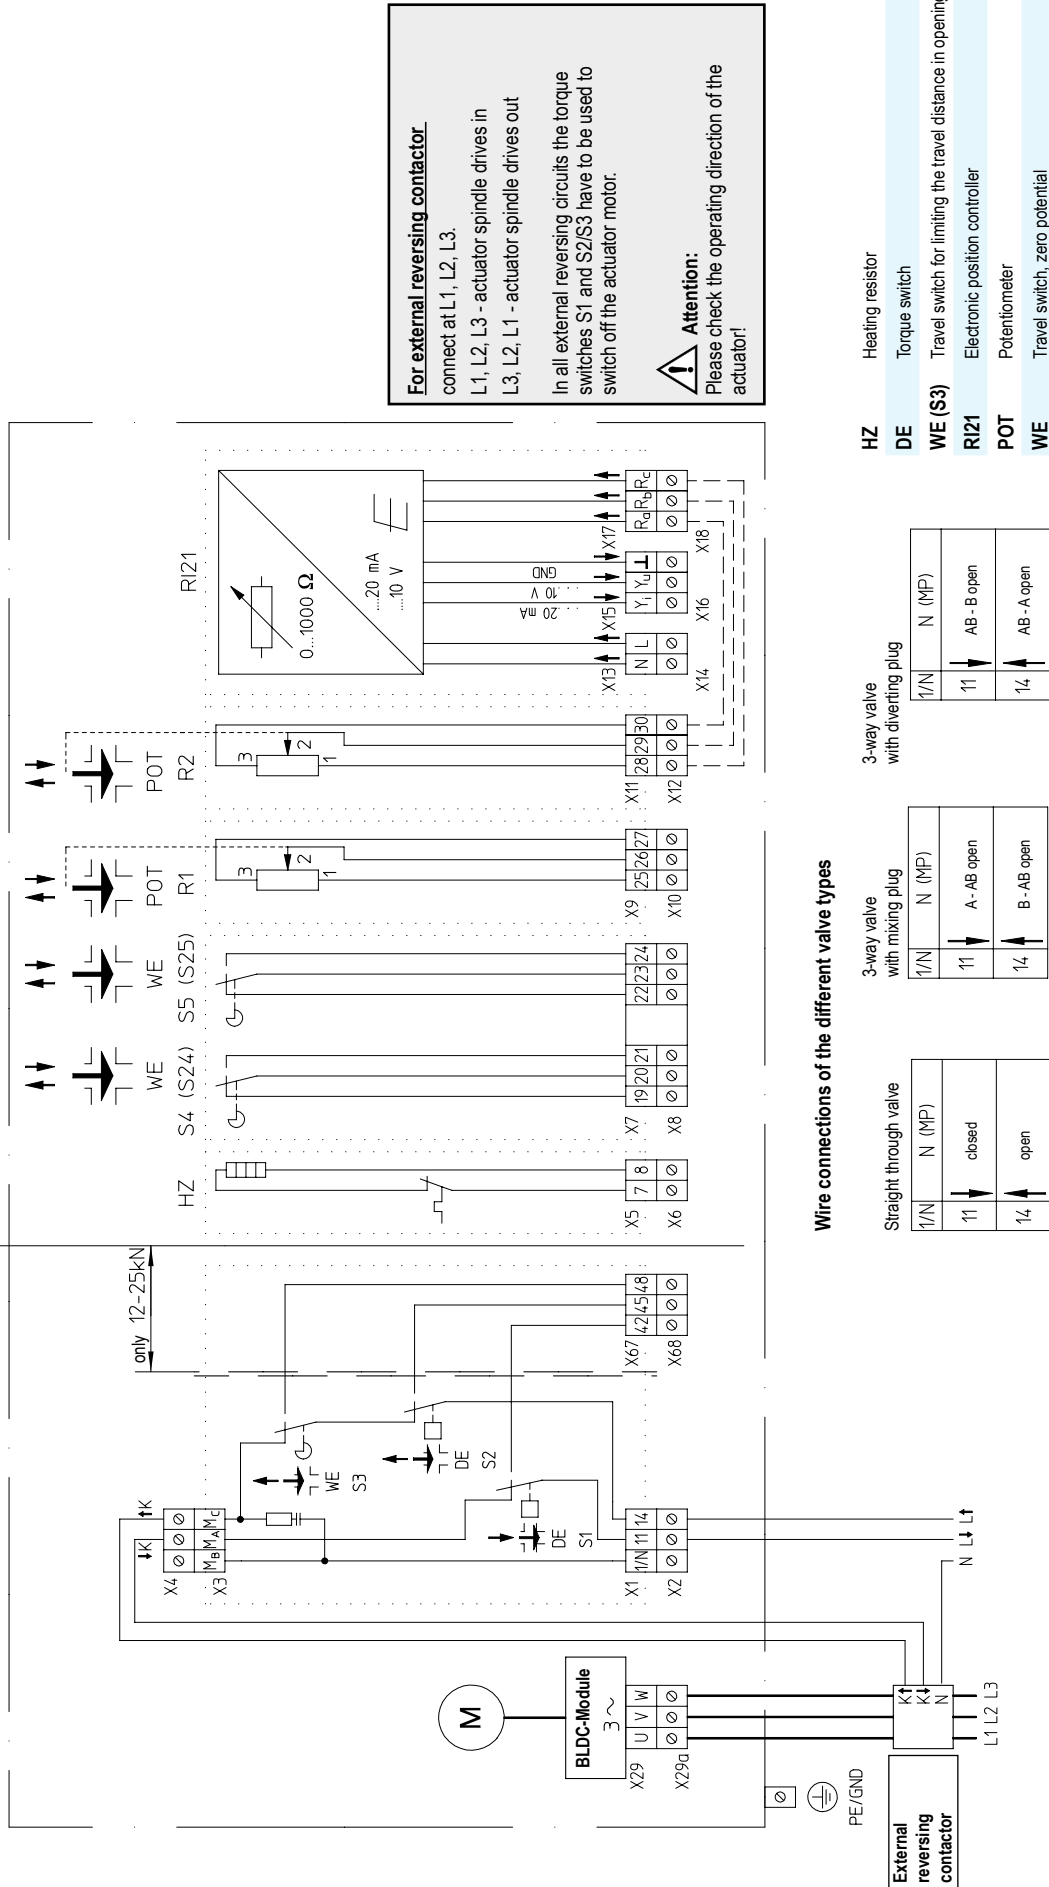 only 12-25kN
HZ
S4 (S24)
WE
S5 (S25)
WE
R1
POT
R2
POT
RI21
3
2
1
3
2
1
0...1000 Ω
...20 mA
...10 V
X4
↓K
↑K
X3
MB MA MC
WE
S3
DE
S2
DE
S1
X1
1/N 11 14
X2
N L↓ L↑
X67
42 45 48
X68
X5
7 8
X6
X7
19 20 21
X8
22 23 24
X9
25 26 27
X10
X11
28 29 30
X12
X13
N L
X14
...20 mA
...10 V
GND
X15
Yi Yu ⊥
X16
X17
Ra Rb Rc
X18
M
BLDC-Module
3 ~
X29
U V W
X29a
PE/GND
External
reversing
contactor
K↑
K↓
N
L1 L2 L3
For external reversing contactor
connect at L1, L2, L3.
L1, L2, L3 - actuator spindle drives in
L3, L2, L1 - actuator spindle drives out
In all external reversing circuits the torque
switches S1 and S2/S3 have to be used to
switch off the actuator motor.
Attention:
Please check the operating direction of the
actuator!
Wire connections of the different valve types
Straight through valve
1/N N (MP)
11 ↓ closed
14 ↑ open
3-way valve
with mixing plug
1/N N (MP)
11 ↓ A - AB open
14 ↑ B - AB open
3-way valve
with diverting plug
1/N N (MP)
11 ↓ AB - B open
14 ↑ AB - A open
HZ Heating resistor
DE Torque switch
WE (S3) Travel switch for limiting the travel distance in opening
RI21 Electronic position controller
POT Potentiometer
WE Travel switch, zero potential